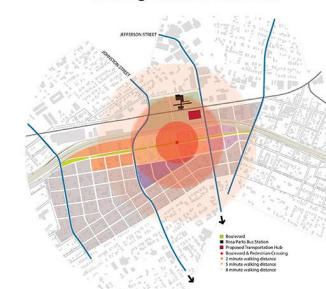 JEFFERSON STREET
JOHNSTON STREET
Boulevard
Rosa Parks Bus Station
Proposed Transportation Hub
Boulevard & Pedestrian Crossing
2 minute walking distance
5 minute walking distance
8 minute walking distance